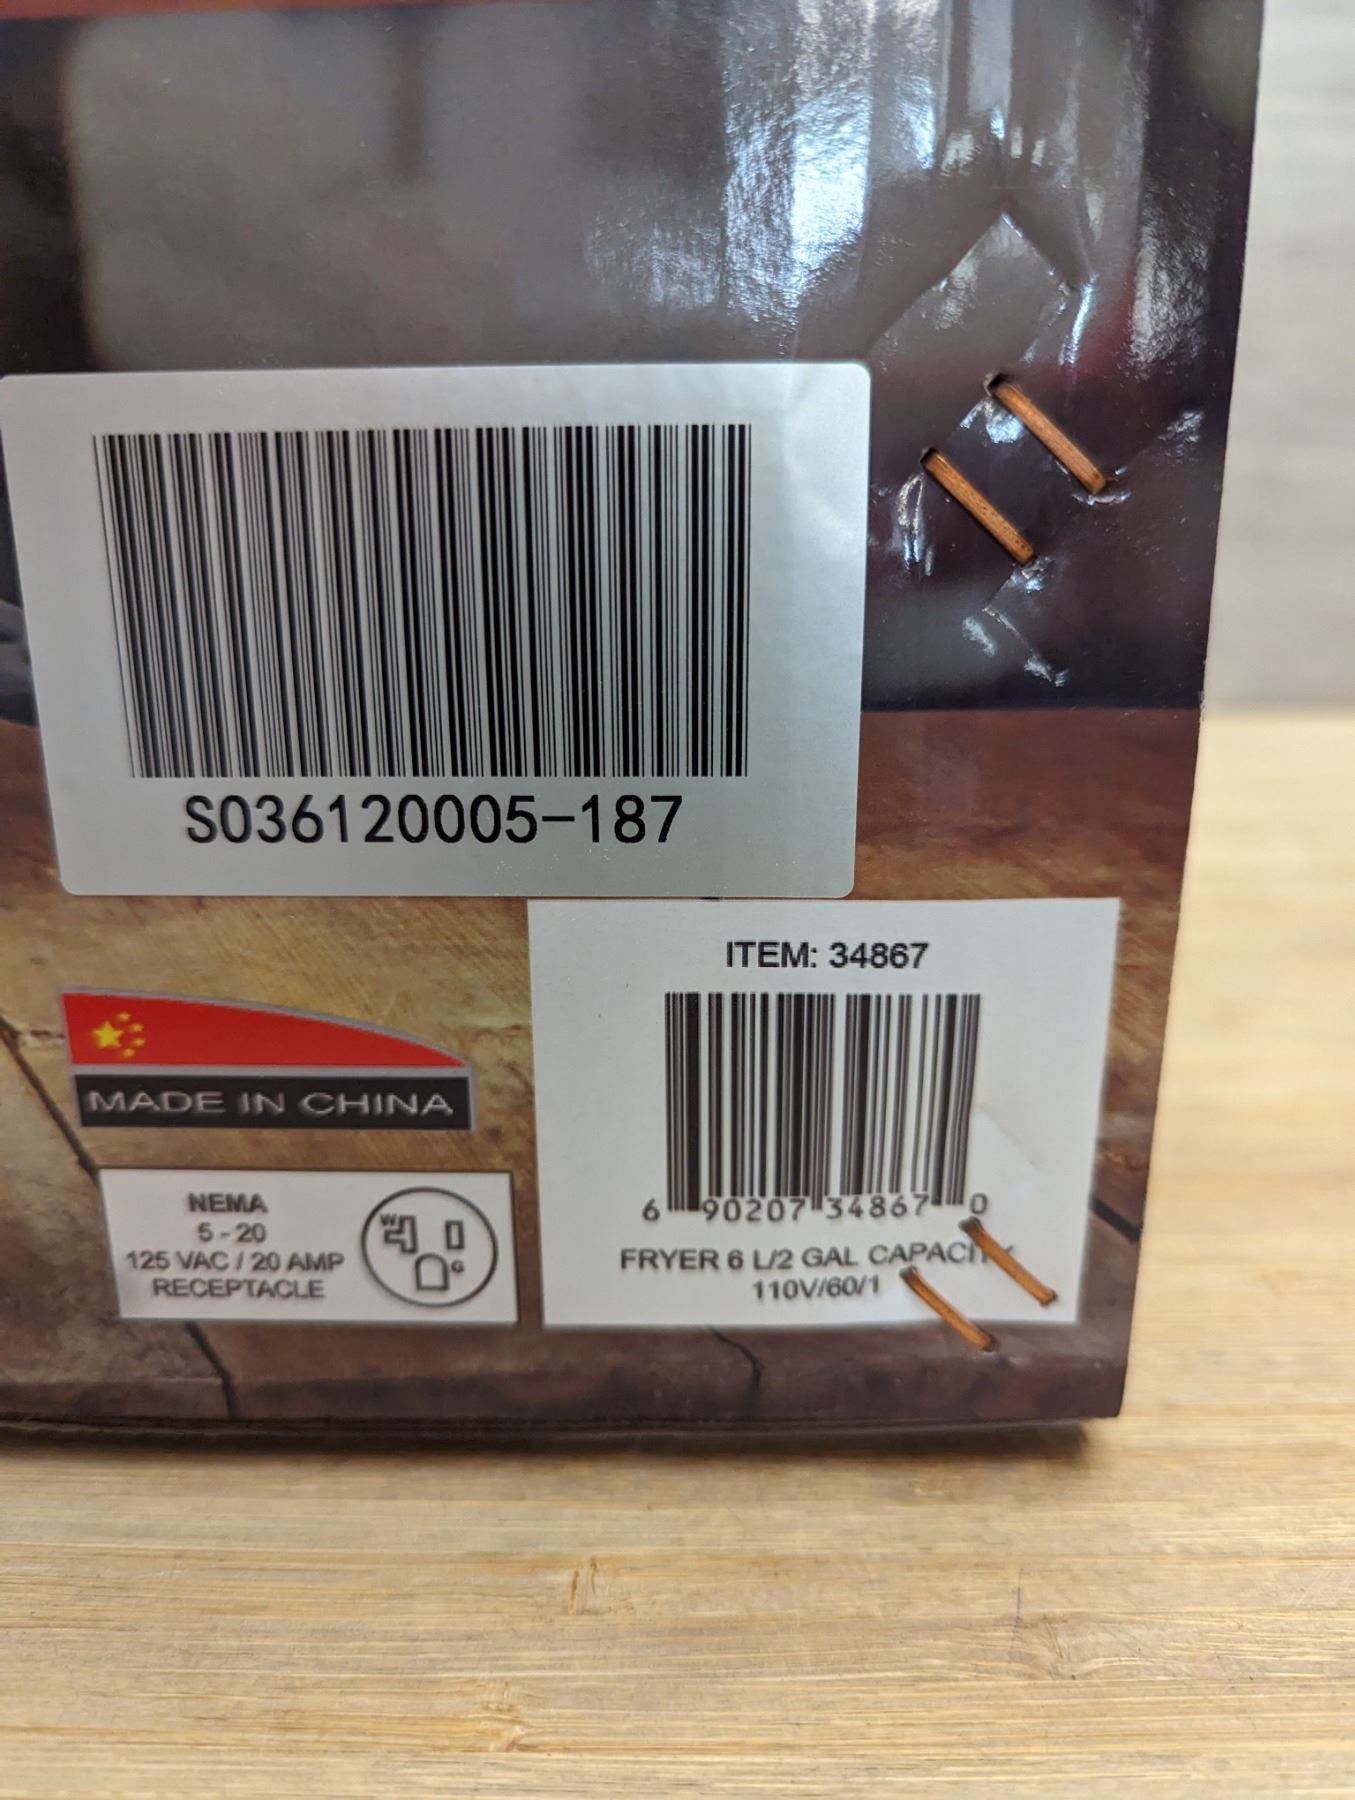 S036120005-187
ITEM: 34867
6 90207 34867 0
FRYER 6 L/2 GAL CAPACITY
110V/60/1
MADE IN CHINA
NEMA
5-20
125 VAC / 20 AMP
RECEPTACLE
W
G